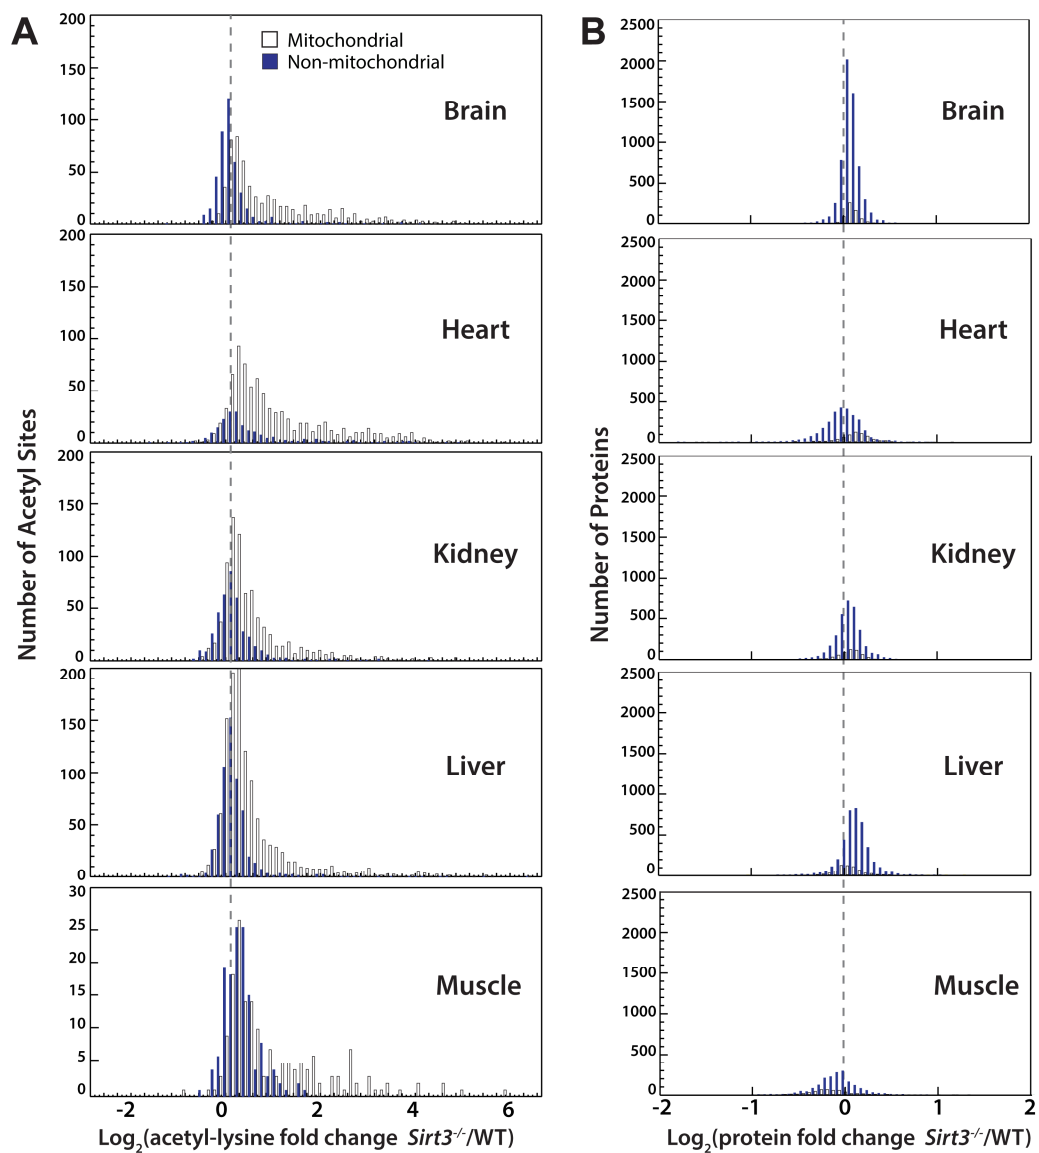 A
200
150
100
50
0
Mitochondrial
Non-mitochondrial
Brain
200
150
100
50
0
Heart
200
150
100
50
0
Kidney
200
150
100
50
0
Liver
30
25
20
15
10
5
0
Muscle
-2 0 2 4 6
Number of Acetyl Sites
Log2(acetyl-lysine fold change Sirt3-/-/WT)
B
2500
2000
1500
1000
500
0
Brain
2500
2000
1500
1000
500
0
Heart
2500
2000
1500
1000
500
0
Kidney
2500
2000
1500
1000
500
0
Liver
2500
2000
1500
1000
500
0
Muscle
-2 -1 0 1 2
Number of Proteins
Log2(protein fold change Sirt3-/-/WT)